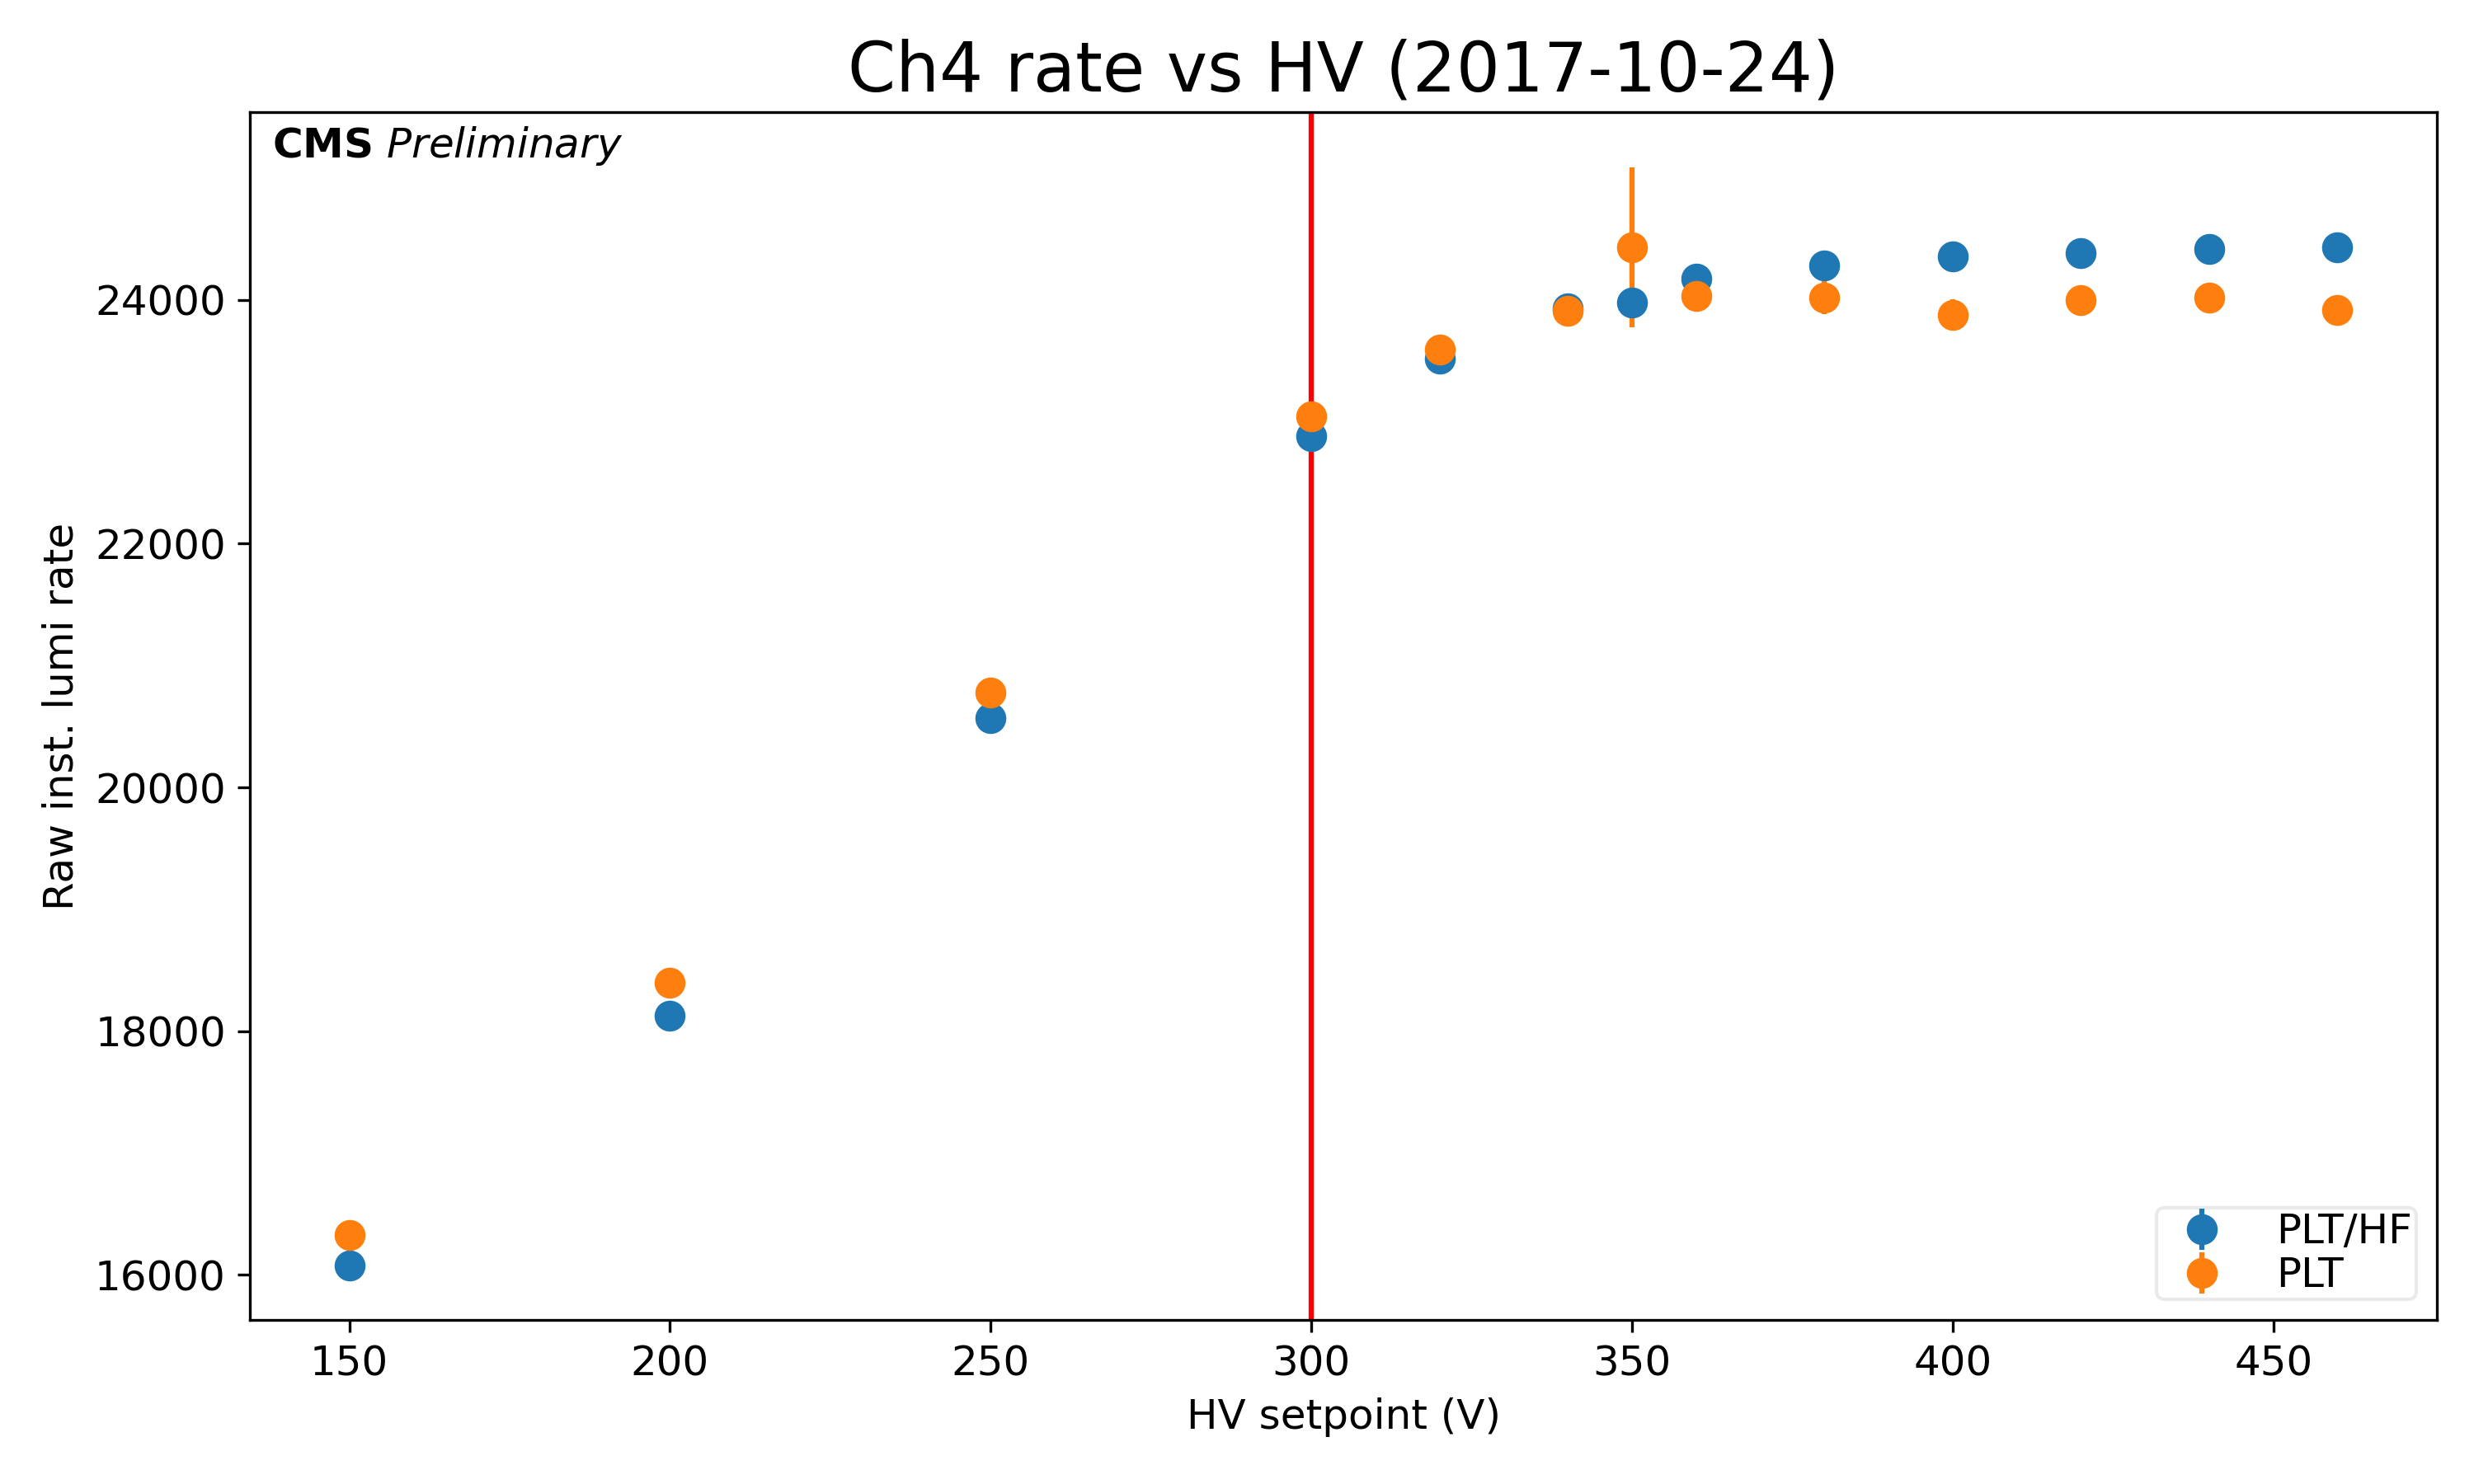 Ch4 rate vs HV (2017-10-24)
CMS Preliminary
Raw inst. lumi rate
24000
22000
20000
18000
16000
150 200 250 300 350 400 450
HV setpoint (V)
PLT/HF
PLT